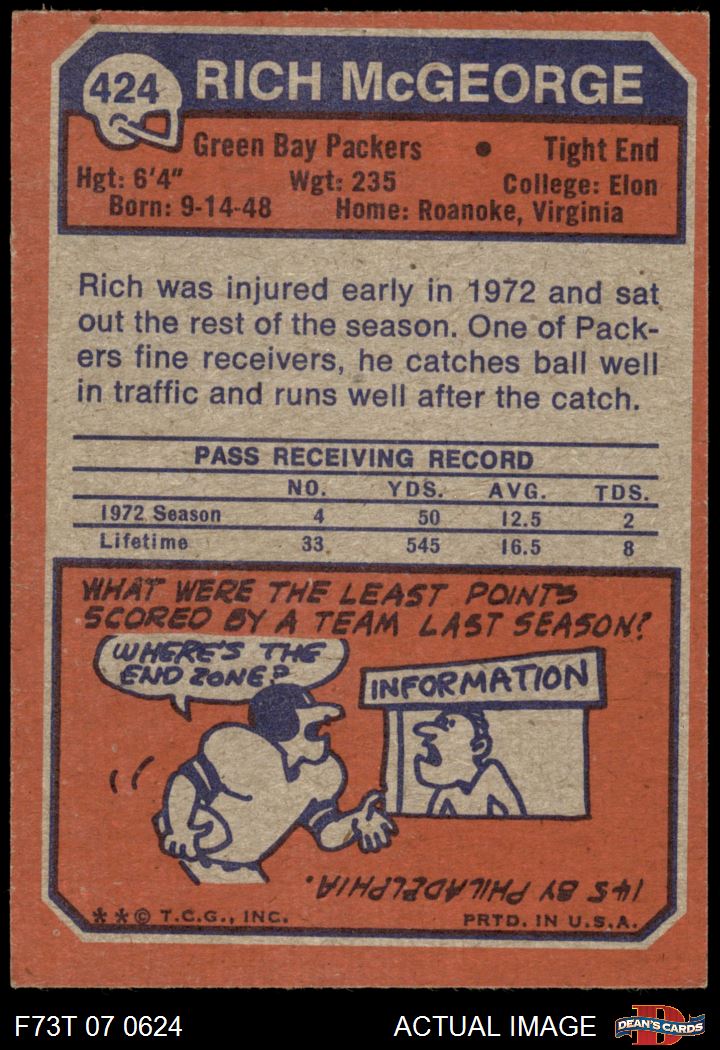 424
RICH McGEORGE
Green Bay Packers • Tight End
Hgt: 6'4" Wgt: 235 College: Elon
Born: 9-14-48 Home: Roanoke, Virginia
Rich was injured early in 1972 and sat
out the rest of the season. One of Pack-
ers fine receivers, he catches ball well
in traffic and runs well after the catch.
PASS RECEIVING RECORD
NO. YDS. AVG. TDS.
1972 Season 4 50 12.5 2
Lifetime 33 545 16.5 8
WHAT WERE THE LEAST POINTS
SCORED BY A TEAM LAST SEASON?
WHERE'S THE
END ZONE?
INFORMATION
145 BY PHILADELPHIA.
**© T.C.G., INC. PRTD. IN U.S.A.
F73T 07 0624 ACTUAL IMAGE
D
DEAN'S CARDS